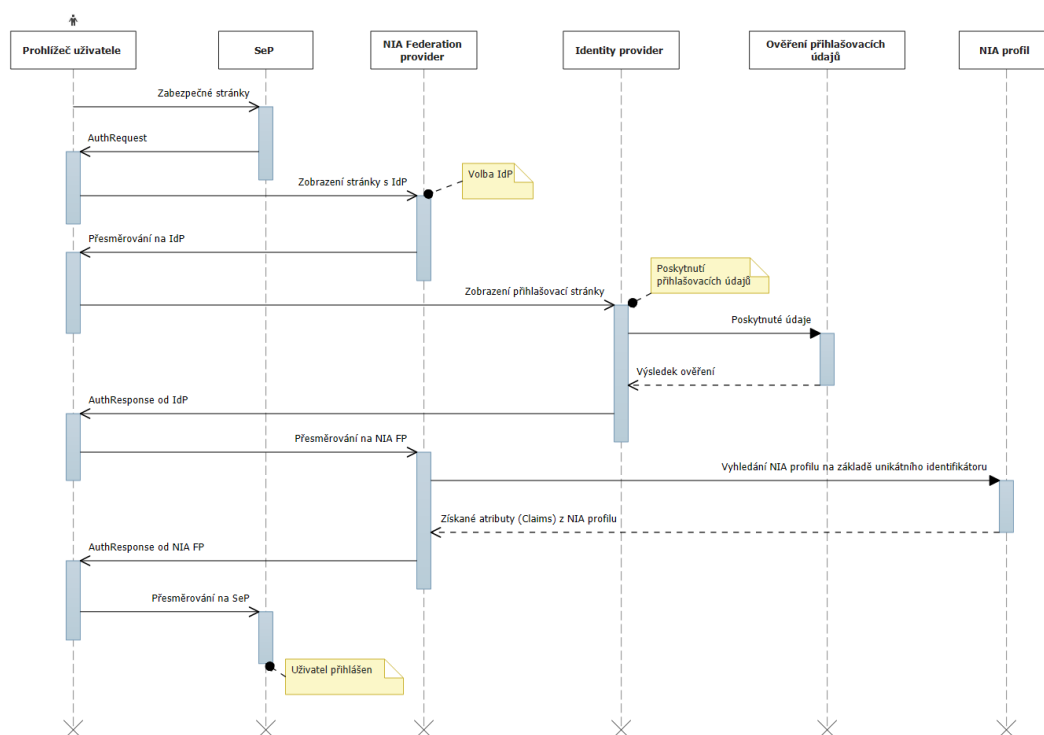 Prohlížeč uživatele
SeP
NIA Federation
provider
Identity provider
Ověření přihlašovacích
údajů
NIA profil
Zabezpečné stránky
AuthRequest
Zobrazení stránky s IdP
Volba IdP
Přesměrování na IdP
Poskytnutí
přihlašovacích údajů
Zobrazení přihlašovací stránky
Poskytnuté údaje
Výsledek ověření
AuthResponse od IdP
Přesměrování na NIA FP
Vyhledání NIA profilu na základě unikátního identifikátoru
Získané atributy (Claims) z NIA profilu
AuthResponse od NIA FP
Přesměrování na SeP
Uživatel přihlášen